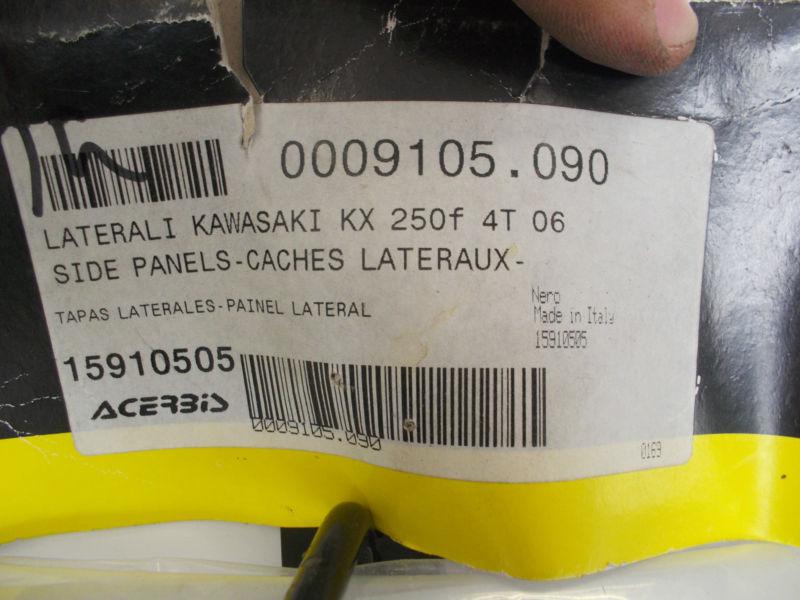 0009105.090
LATERALI KAWASAKI KX 250f 4T 06
SIDE PANELS-CACHES LATERAUX-
TAPAS LATERALES-PAINEL LATERAL
Nero
Made in Italy
15910505
15910505
ACERBIS
0009105.090
0169